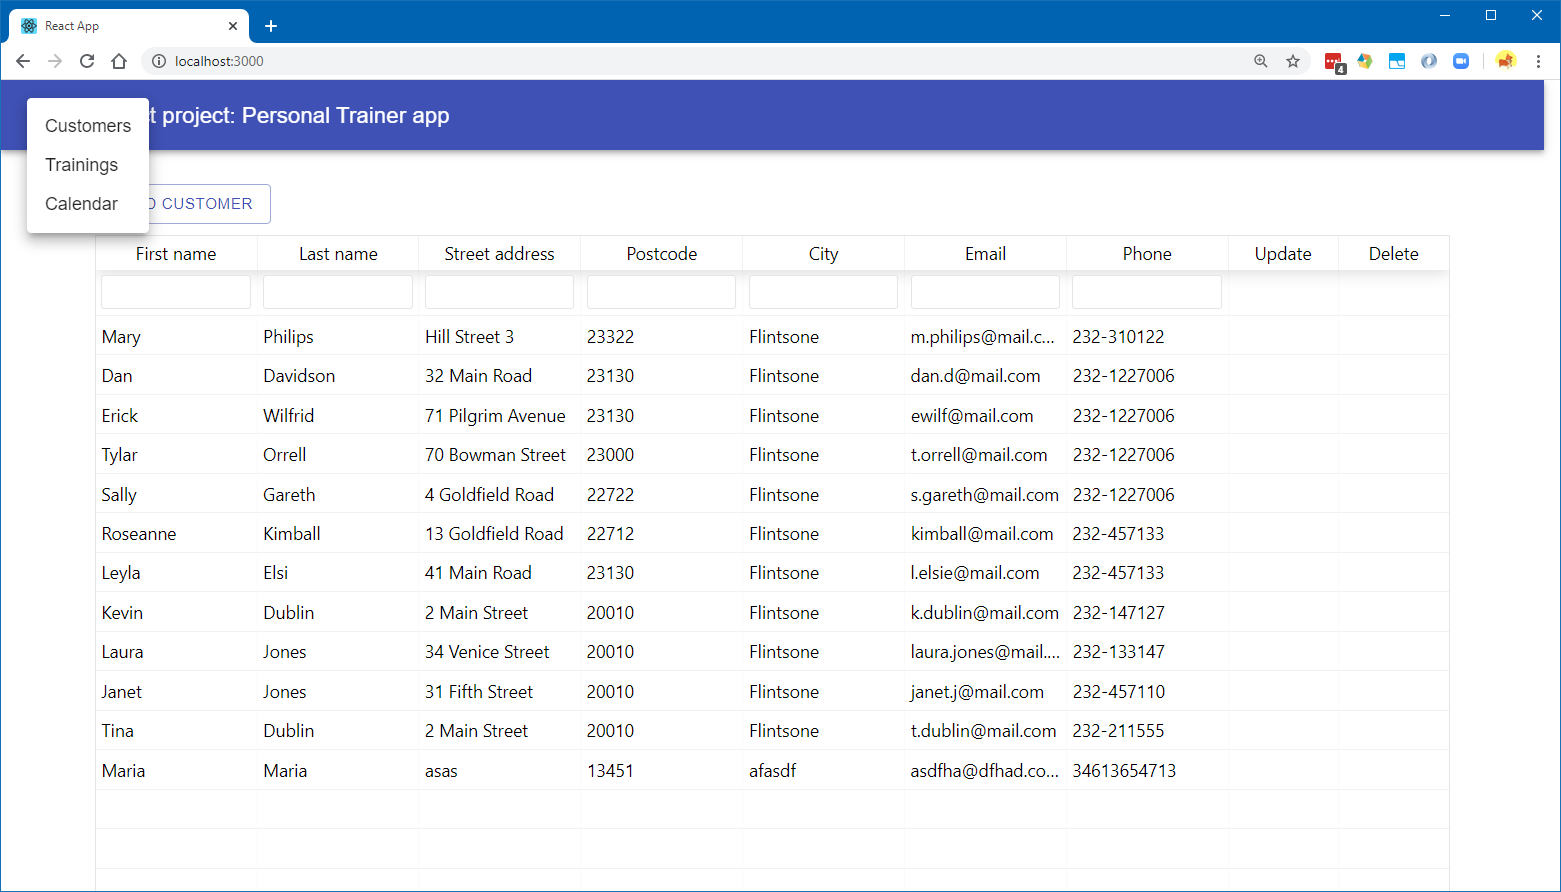 React App
localhost:3000
4
t project: Personal Trainer app
Customers
Trainings
Calendar
CUSTOMER
First name Last name Street address Postcode City Email Phone Update Delete
Mary Philips Hill Street 3 23322 Flintsone m.philips@mail.c... 232-310122
Dan Davidson 32 Main Road 23130 Flintsone dan.d@mail.com 232-1227006
Erick Wilfrid 71 Pilgrim Avenue 23130 Flintsone ewilf@mail.com 232-1227006
Tylar Orrell 70 Bowman Street 23000 Flintsone t.orrell@mail.com 232-1227006
Sally Gareth 4 Goldfield Road 22722 Flintsone s.gareth@mail.com 232-1227006
Roseanne Kimball 13 Goldfield Road 22712 Flintsone kimball@mail.com 232-457133
Leyla Elsi 41 Main Road 23130 Flintsone l.elsie@mail.com 232-457133
Kevin Dublin 2 Main Street 20010 Flintsone k.dublin@mail.com 232-147127
Laura Jones 34 Venice Street 20010 Flintsone laura.jones@mail.... 232-133147
Janet Jones 31 Fifth Street 20010 Flintsone janet.j@mail.com 232-457110
Tina Dublin 2 Main Street 20010 Flintsone t.dublin@mail.com 232-211555
Maria Maria asas 13451 afasdf asdfha@dfhad.co... 34613654713